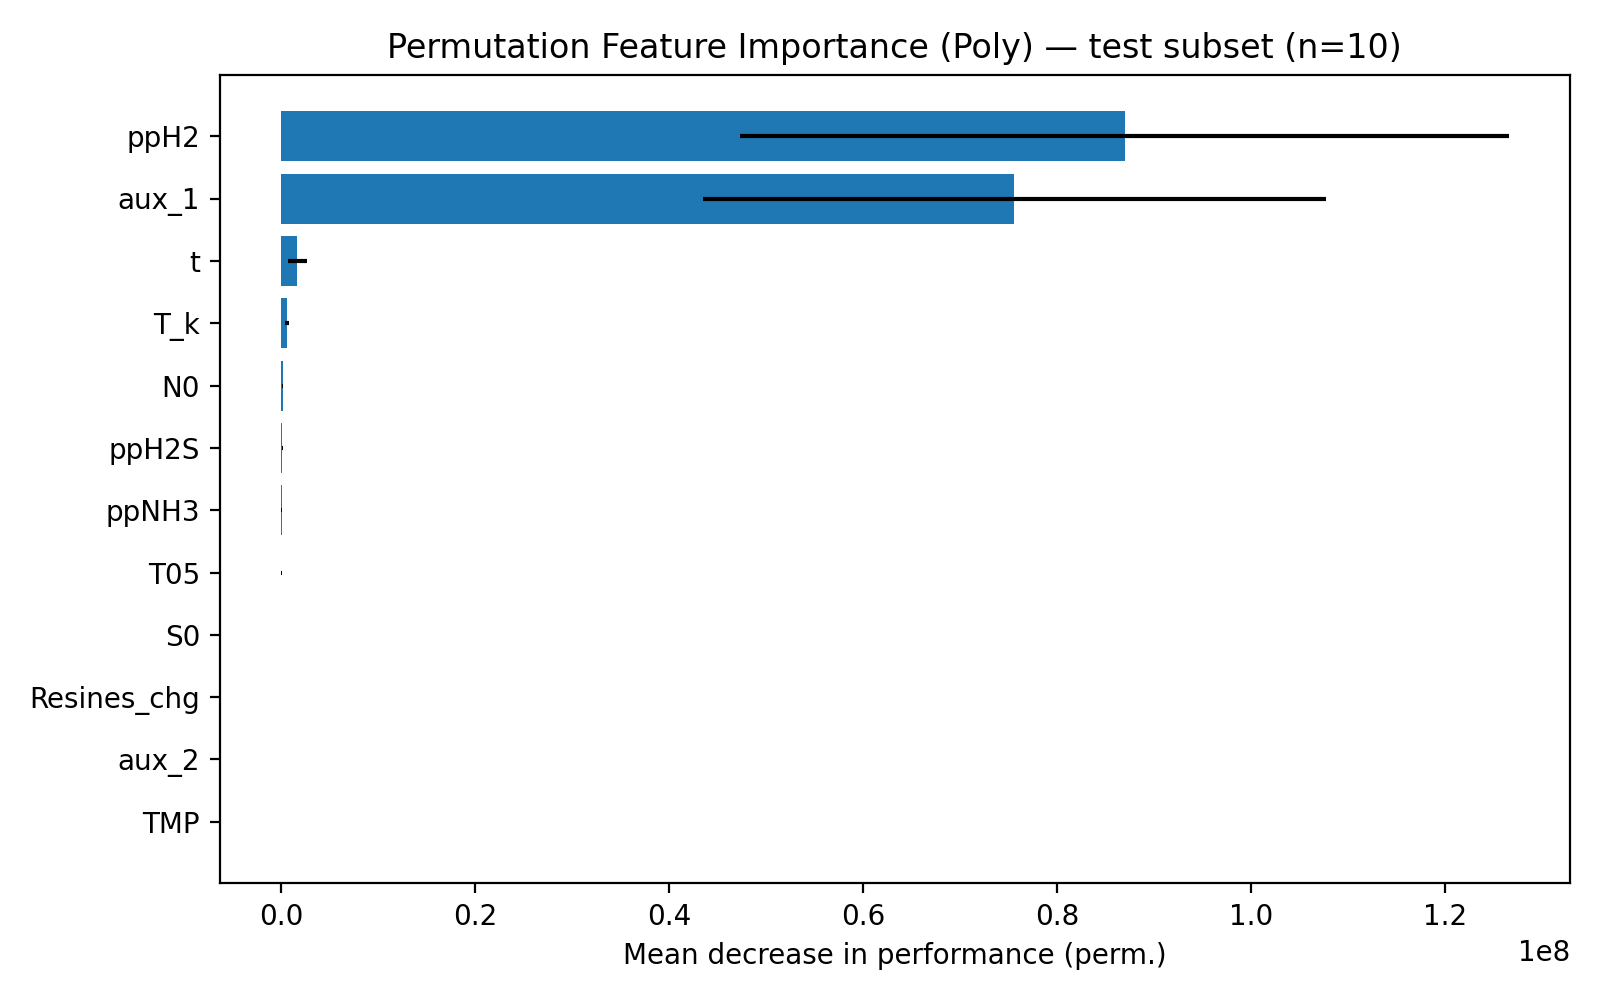 Permutation Feature Importance (Poly) — test subset (n=10)
ppH2
aux_1
t
T_k
N0
ppH2S
ppNH3
T05
S0
Resines_chg
aux_2
TMP
0.0 0.2 0.4 0.6 0.8 1.0 1.2
Mean decrease in performance (perm.)
1e8